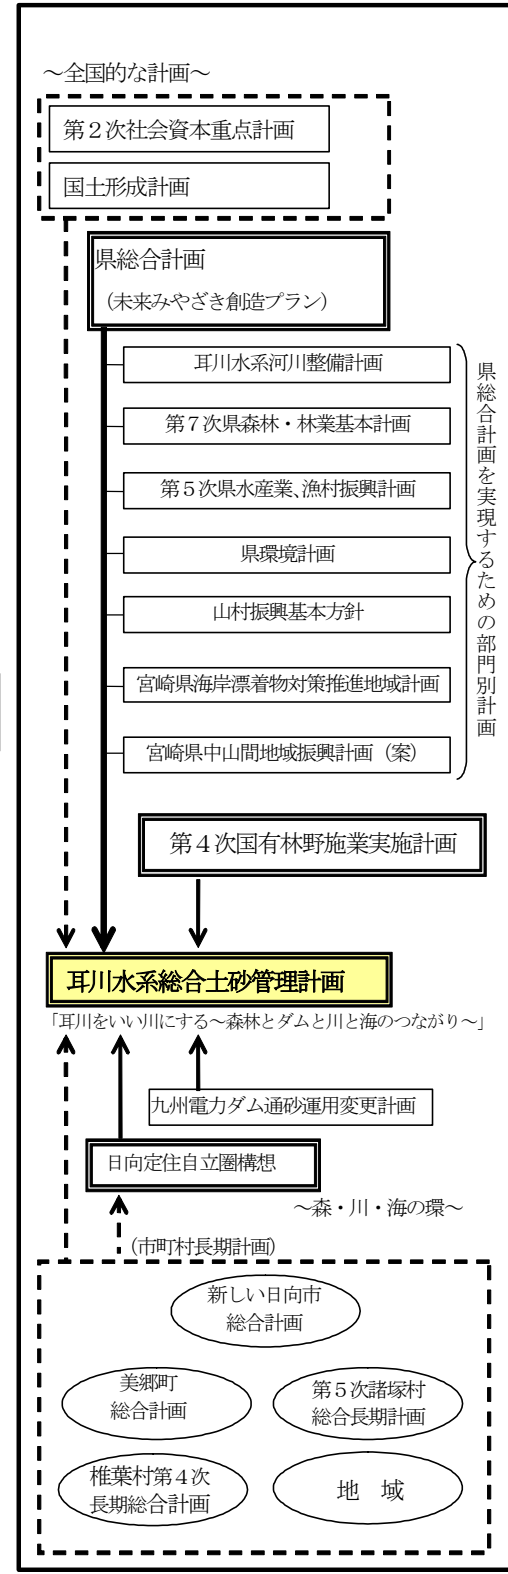 ～全国的な計画～
第２次社会資本重点計画
国土形成計画
県総合計画
（未来みやざき創造プラン）
耳川水系河川整備計画
第７次県森林・林業基本計画
第５次県水産業､漁村振興計画
県環境計画
山村振興基本方針
宮崎県海岸漂着物対策推進地域計画
宮崎県中山間地域振興計画（案）
県総合計画を実現するための部門別計画
第４次国有林野施業実施計画
耳川水系総合土砂管理計画
「耳川をいい川にする～森林とダムと川と海のつながり～」
九州電力ダム通砂運用変更計画
日向定住自立圏構想
～森・川・海の環～
(市町村長期計画)
新しい日向市
総合計画
美郷町
総合計画
第５次諸塚村
総合長期計画
椎葉村第４次
長期総合計画
地　域